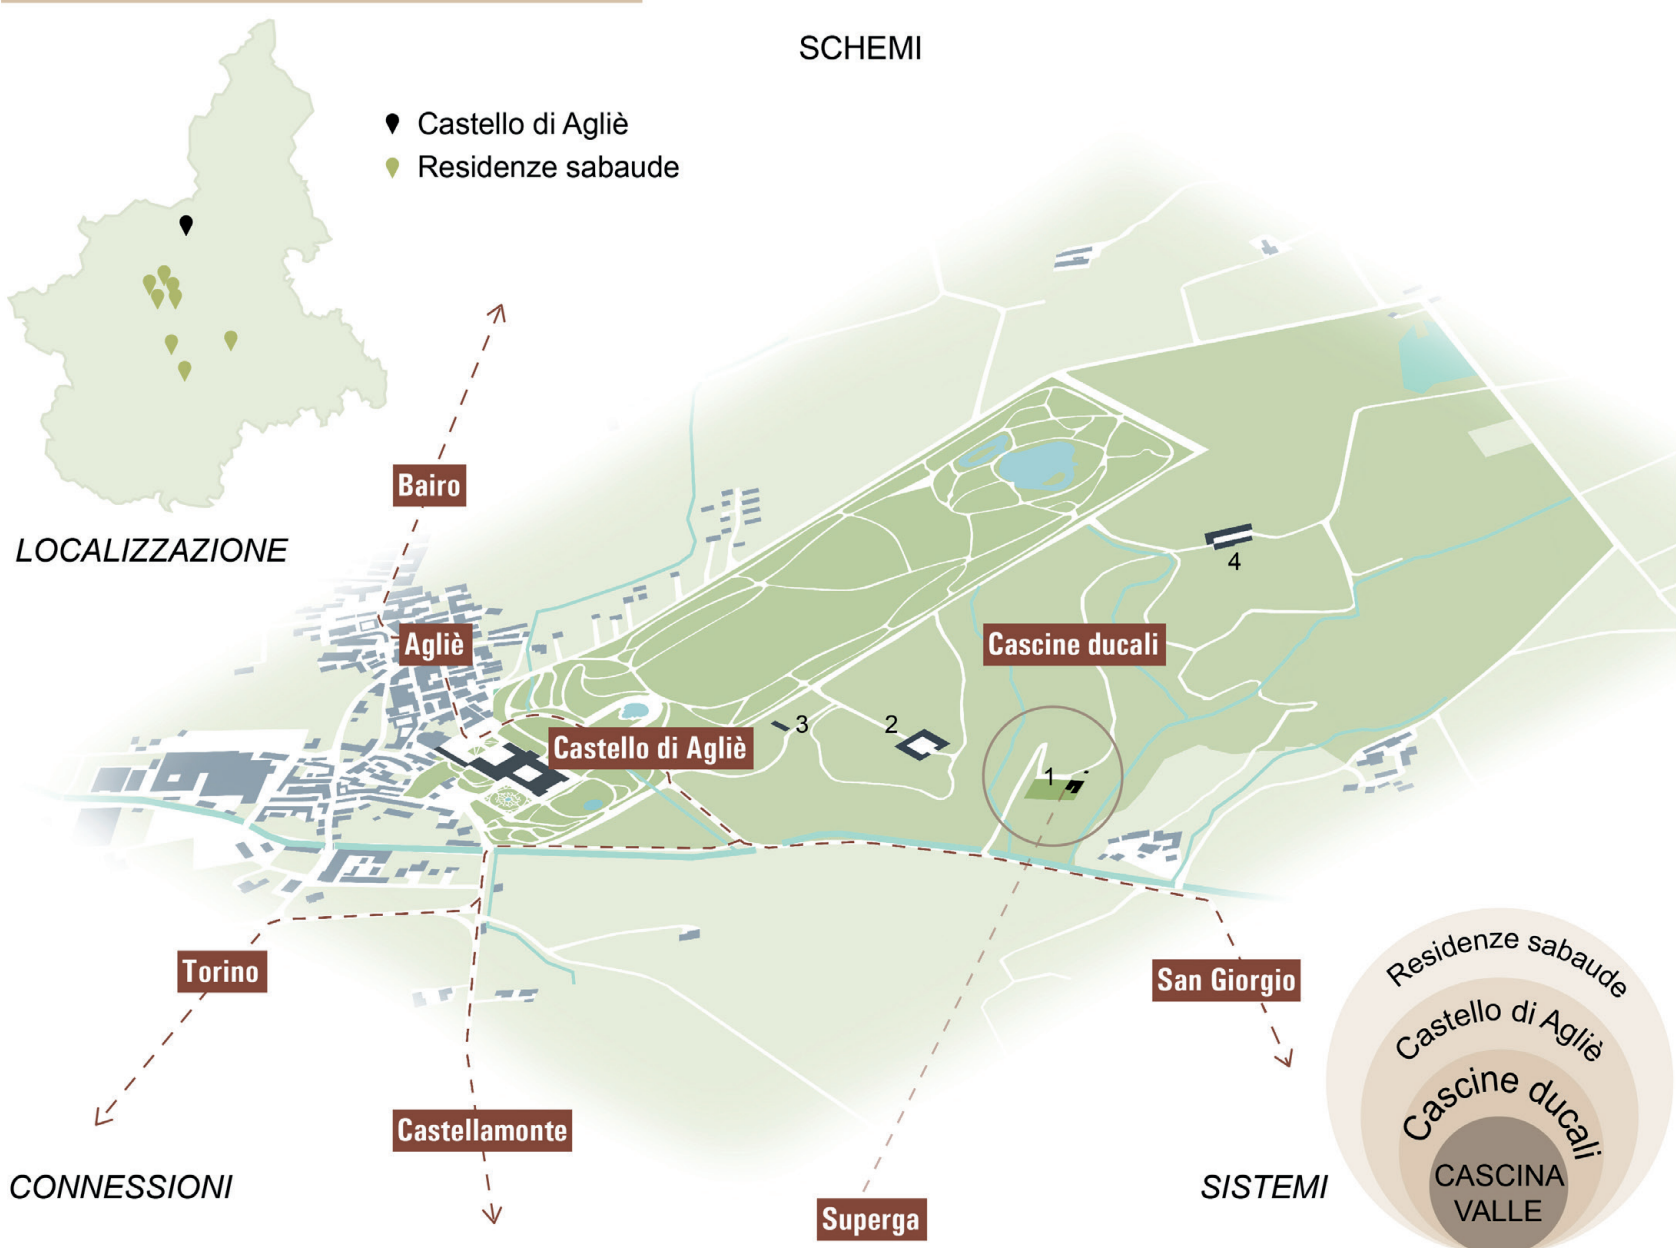 SCHEMI
Castello di Agliè
Residenze sabaude
LOCALIZZAZIONE
Bairo
Agliè
Castello di Agliè
Cascine ducali
4
3
2
1
Torino
San Giorgio
Castellamonte
Superga
CONNESSIONI
SISTEMI
Residenze sabaude
Castello di Agliè
Cascine ducali
CASCINA
VALLE